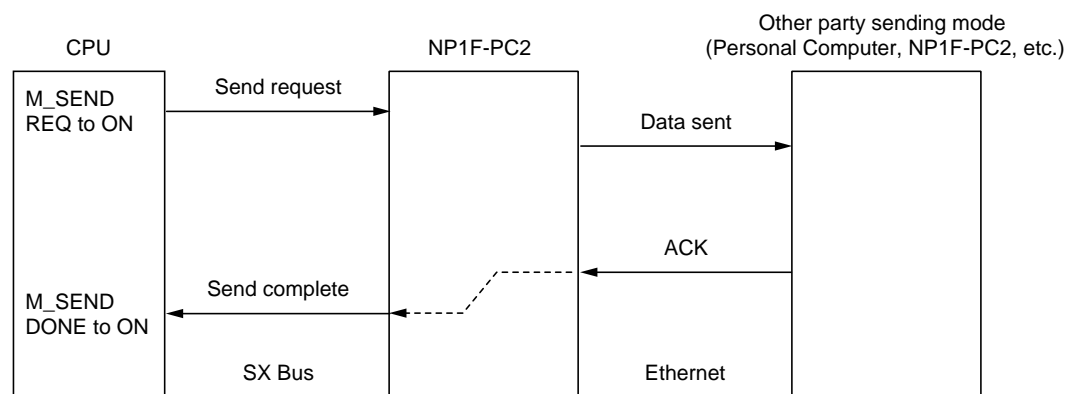 Other party sending mode
CPU
NP1F-PC2
(Personal Computer, NP1F-PC2, etc.)
M_SEND
REQ to ON
Send request
Data sent
ACK
Send complete
M_SEND
DONE to ON
SX Bus
Ethernet